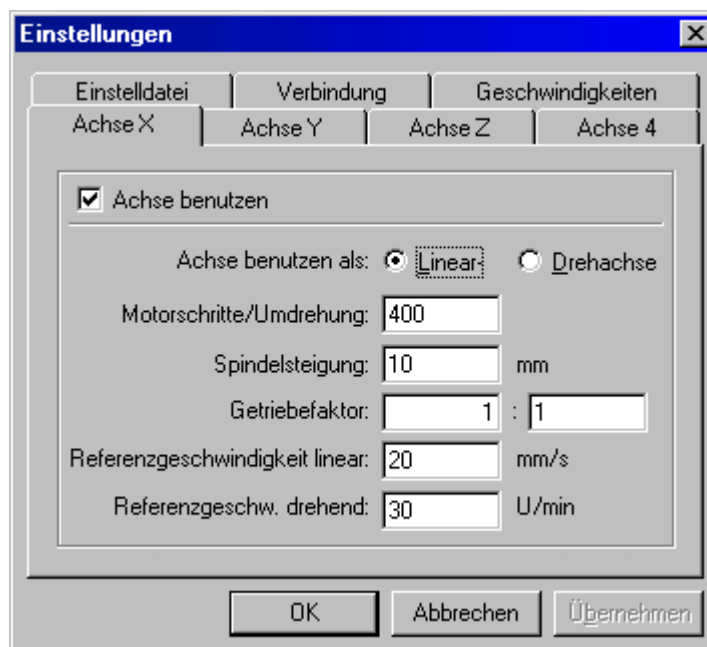 Einstellungen
Einstelldatei Verbindung Geschwindigkeiten
Achse X Achse Y Achse Z Achse 4
Achse benutzen
Achse benutzen als: Linear- Drehachse
Motorschritte/Umdrehung: 400
Spindelsteigung: 10 mm
Getriebefaktor: 1 : 1
Referenzgeschwindigkeit linear: 20 mm/s
Referenzgeschw. drehend: 30 U/min
OK Abbrechen Übernehmen